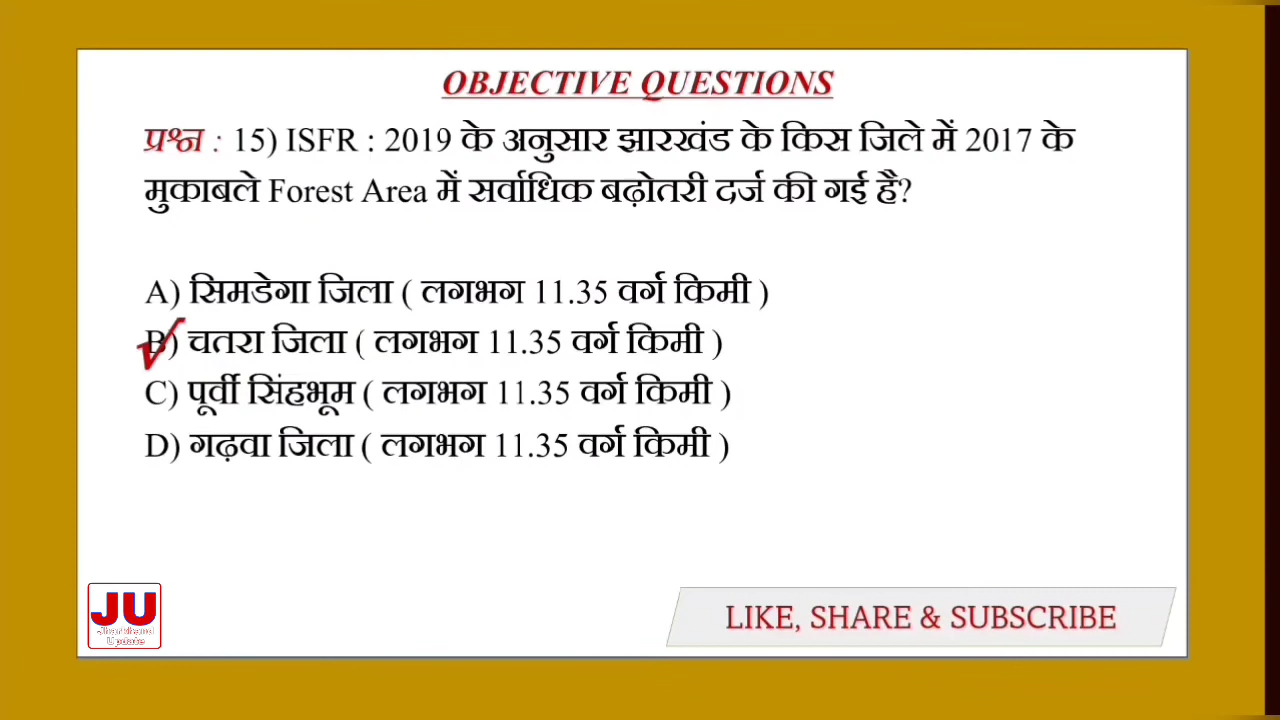 OBJECTIVE QUESTIONS
प्रश्न : 15) ISFR : 2019 के अनुसार झारखंड के किस जिले में 2017 के
मुकाबले Forest Area में सर्वाधिक बढ़ोतरी दर्ज की गई है?
A) सिमडेगा जिला ( लगभग 11.35 वर्ग किमी )
B) चतरा जिला ( लगभग 11.35 वर्ग किमी )
C) पूर्वी सिंहभूम ( लगभग 11.35 वर्ग किमी )
D) गढ़वा जिला ( लगभग 11.35 वर्ग किमी )
JU
Jharkhand
Update
LIKE, SHARE & SUBSCRIBE